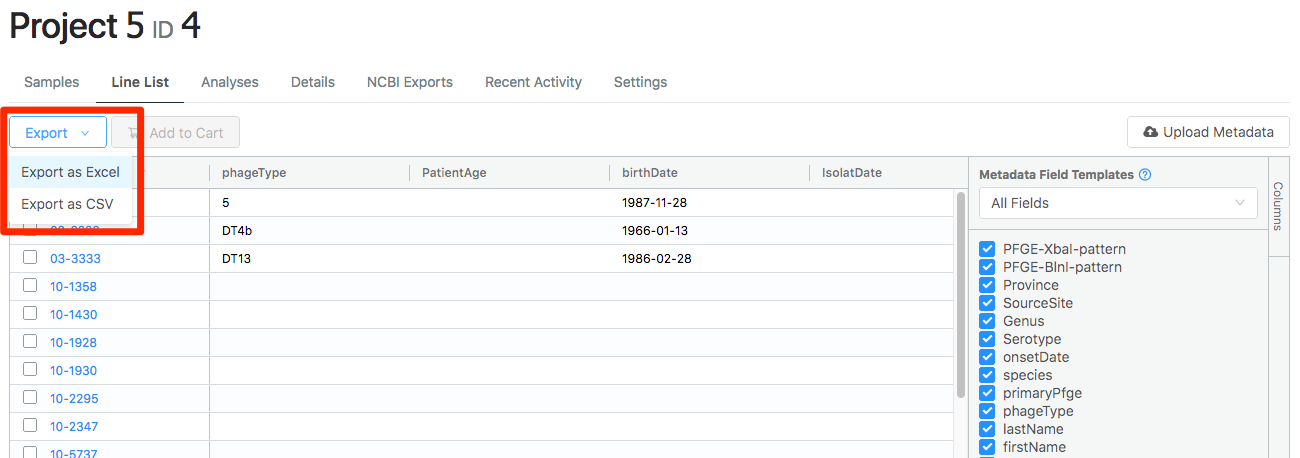 Project 5 ID 4
Samples Line List Analyses Details NCBI Exports Recent Activity Settings
Export Add to Cart Upload Metadata
Export as Excel
Export as CSV
phageType PatientAge birthDate IsolatDate
5 1987-11-28
DT4b 1966-01-13
03-3333 DT13 1986-02-28
10-1358
10-1430
10-1928
10-1930
10-2295
10-2347
10-5737
Metadata Field Templates ?
All Fields
Columns
PFGE-XbaI-pattern
PFGE-BlnI-pattern
Province
SourceSite
Genus
Serotype
onsetDate
species
primaryPfge
phageType
lastName
firstName